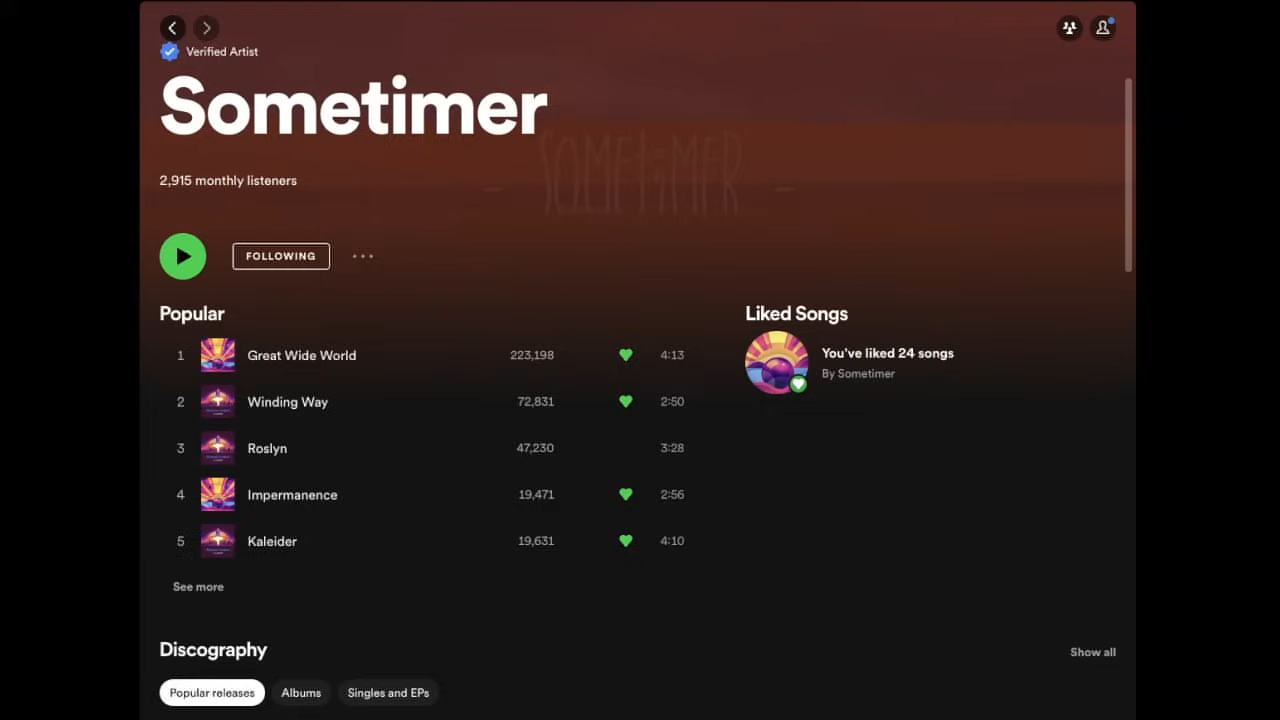 Verified Artist
Sometimer
SOMETIMER
2,915 monthly listeners
FOLLOWING
Popular
Liked Songs
1 Great Wide World 223,198 4:13
You've liked 24 songs
By Sometimer
2 Winding Way 72,831 2:50
3 Roslyn 47,230 3:28
4 Impermanence 19,471 2:56
5 Kaleider 19,631 4:10
See more
Discography
Show all
Popular releases Albums Singles and EPs